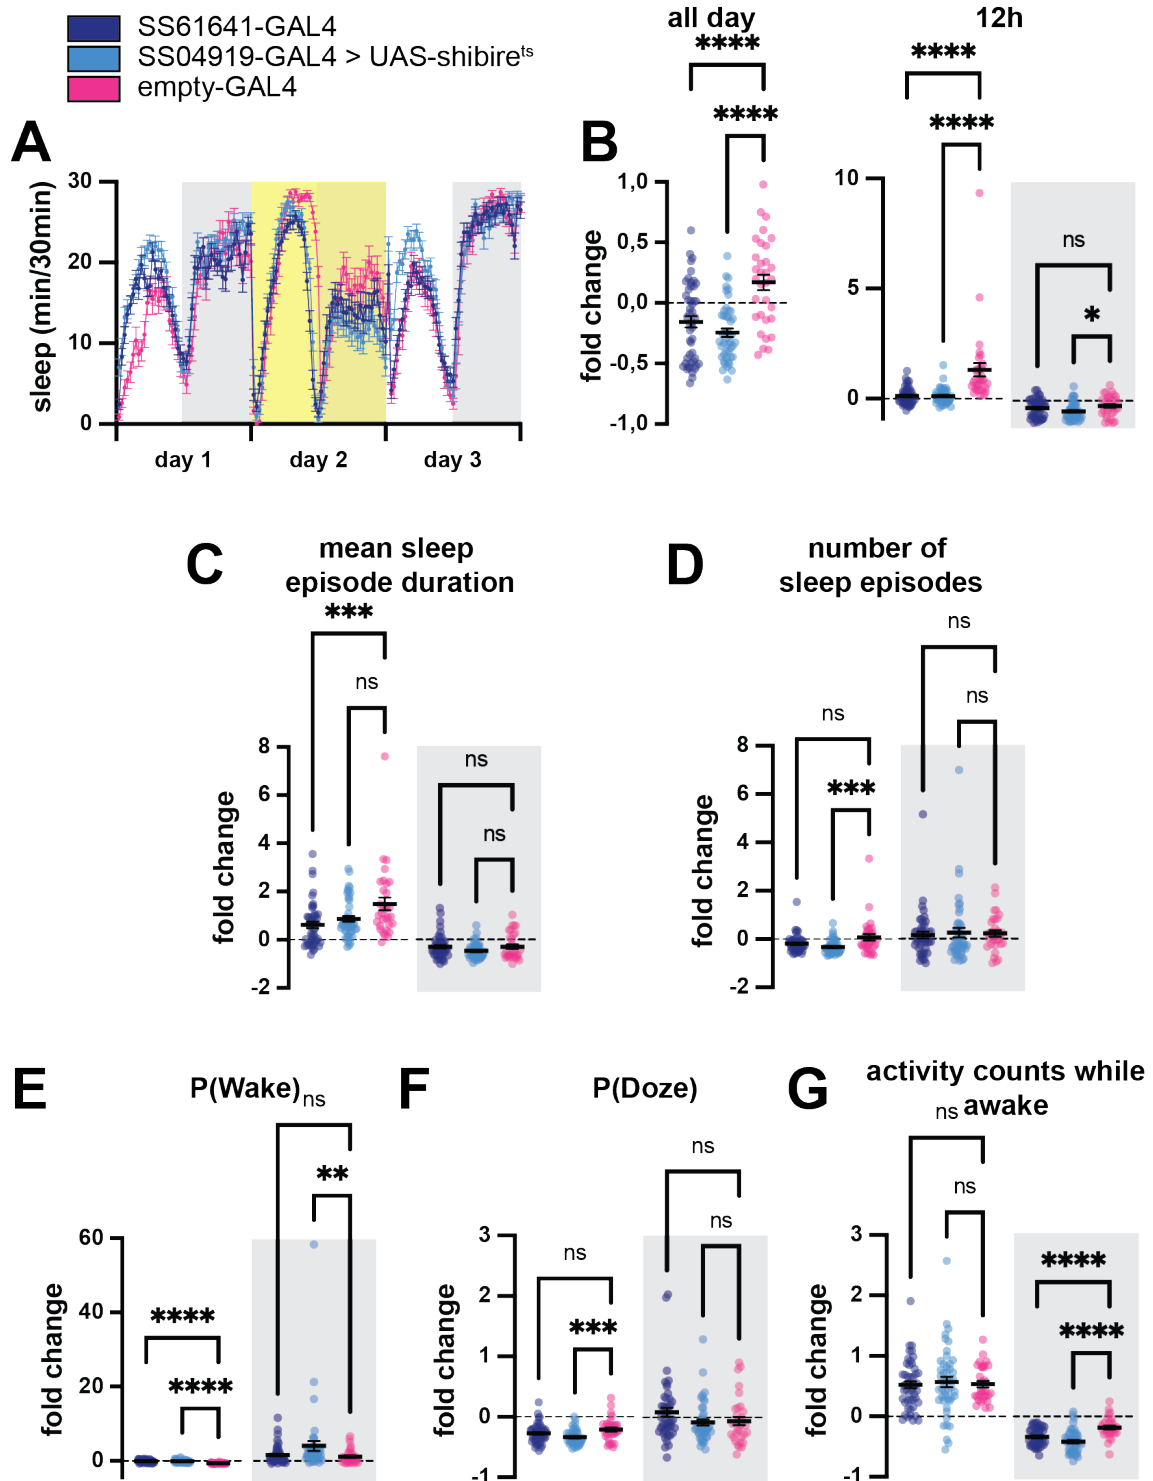 SS61641-GAL4
SS04919-GAL4 > UAS-shibire^ts
empty-GAL4
A
sleep (min/30min)
30
20
10
0
day 1
day 2
day 3
B
all day
****
****
fold change
1,0
0,5
0,0
-0,5
-1,0
12h
****
****
10
5
0
ns
*
C
mean sleep
episode duration
***
ns
fold change
8
6
4
2
0
-2
ns
ns
D
number of
sleep episodes
ns
ns
ns
***
fold change
8
6
4
2
0
-2
E
P(Wake)
ns
**
****
****
fold change
60
40
20
0
F
P(Doze)
ns
ns
ns
***
fold change
3
2
1
0
-1
G
activity counts while
awake
ns
ns
****
****
fold change
3
2
1
0
-1